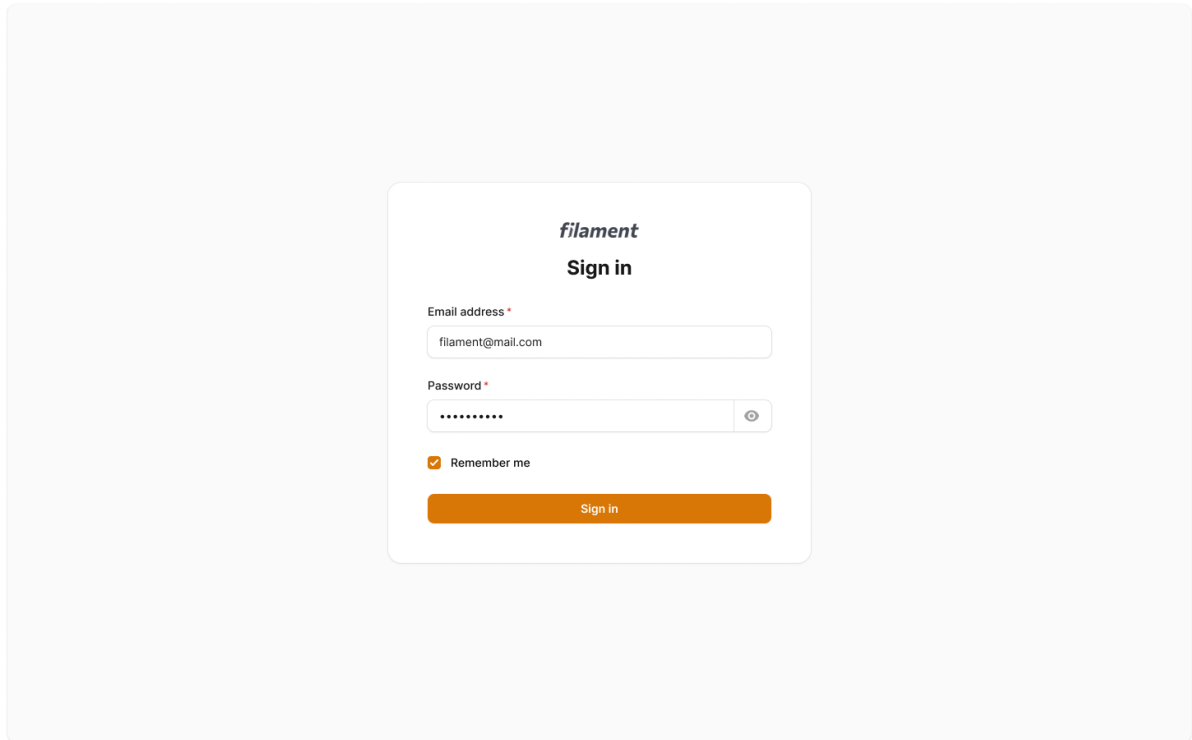 filament
Sign in
Email address *
filament@mail.com
Password *
••••••••••
Remember me
Sign in